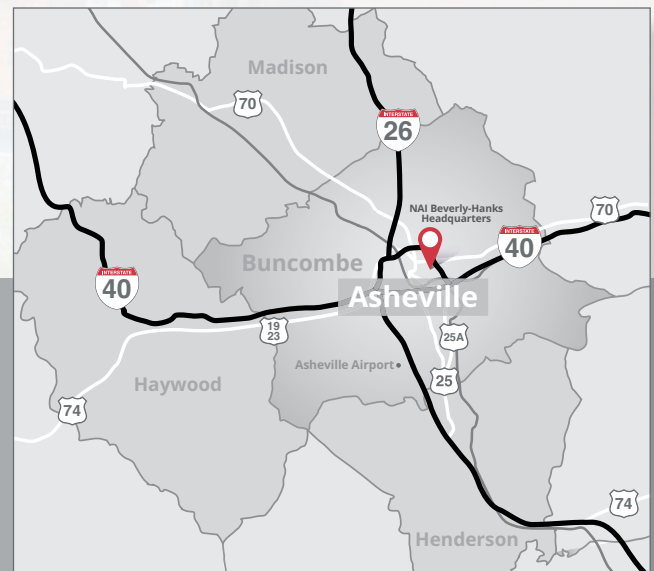 Madison
70
INTERSTATE
26
NAI Beverly-Hanks
Headquarters
70
INTERSTATE
40
Buncombe
INTERSTATE
40
Asheville
19
23
25A
Asheville Airport
25
Haywood
74
74
Henderson